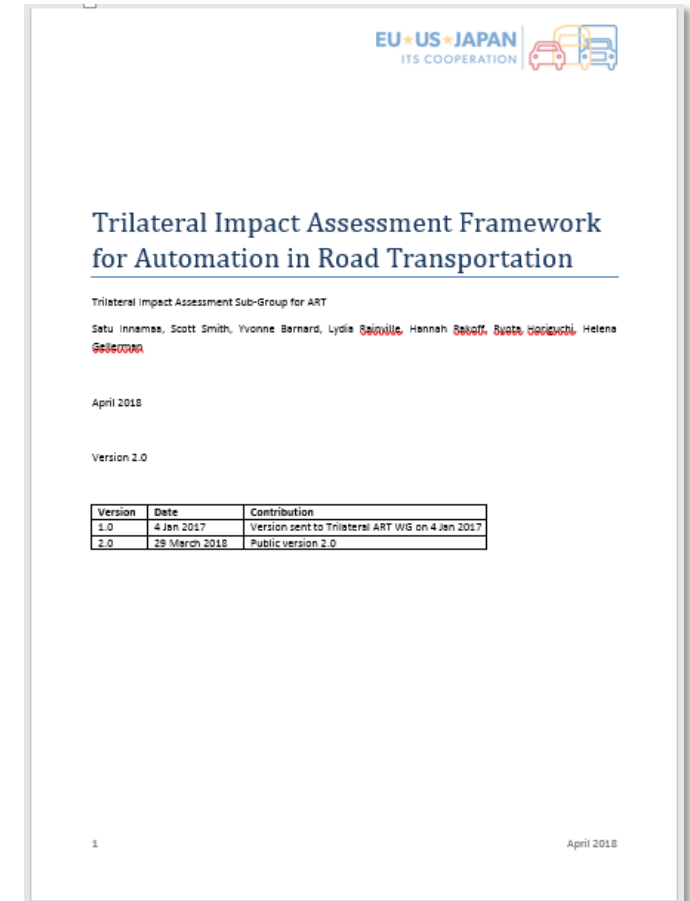 EU★US★JAPAN
ITS COOPERATION
Trilateral Impact Assessment Framework
for Automation in Road Transportation
Trilateral Impact Assessment Sub-Group for ART
Satu Innamaa, Scott Smith, Yvonne Barnard, Lydia Rainville, Hannah Rakoff, Ryota Horiguchi, Helena
Gellerman
April 2018
Version 2.0
Version Date Contribution
1.0 4 Jan 2017 Version sent to Trilateral ART WG on 4 Jan 2017
2.0 29 March 2018 Public version 2.0
1 April 2018